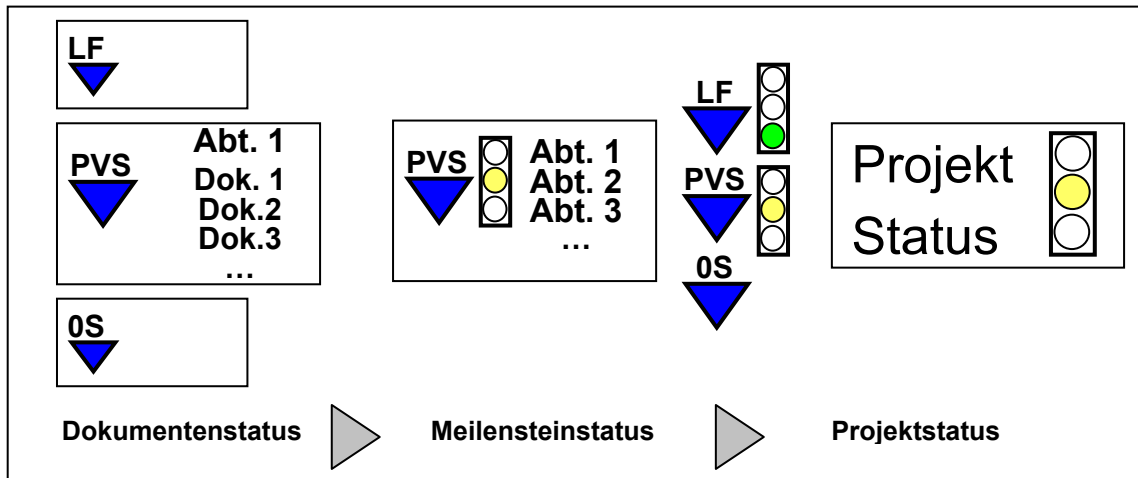 LF
PVS
Abt. 1
Dok. 1
Dok.2
Dok.3
...
0S
PVS
Abt. 1
Abt. 2
Abt. 3
...
LF
PVS
0S
Projekt
Status
Dokumentenstatus
Meilensteinstatus
Projektstatus